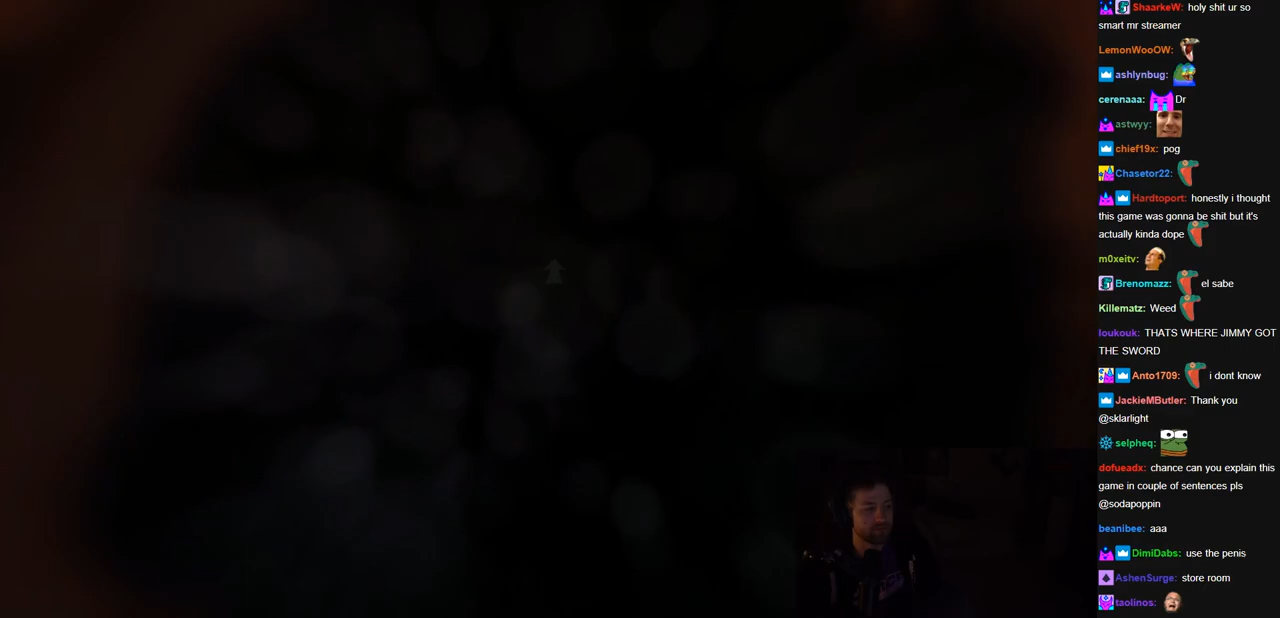 ShaarkeW: holy shit ur so
smart mr streamer
LemonWooOW:
ashlynbug:
cerenaaa: Dr
astwyy:
chief19x: pog
Chasetor22:
Hardtoport: honestly i thought
this game was gonna be shit but it's
actually kinda dope
m0xeitv:
Brenomazz: el sabe
Killematz: Weed
loukouk: THATS WHERE JIMMY GOT
THE SWORD
Anto1709: i dont know
JackieMButler: Thank you
@sklarlight
selpheq:
dofueadx: chance can you explain this
game in couple of sentences pls
@sodapoppin
beanibee: aaa
DimiDabs: use the penis
AshenSurge: store room
taolinos: